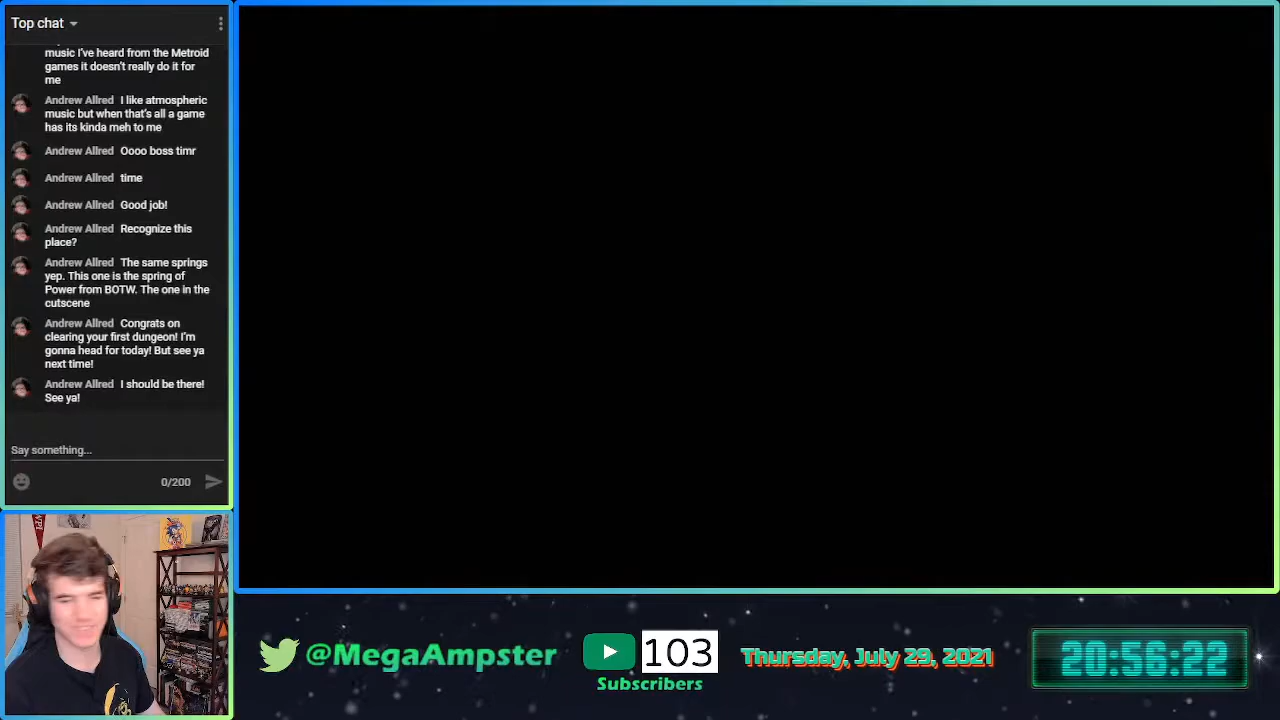 Top chat
music I've heard from the Metroid
games it doesn't really do it for
me
Andrew Allred I like atmospheric
music but when that's all a game
has its kinda meh to me
Andrew Allred Oooo boss timr
Andrew Allred time
Andrew Allred Good job!
Andrew Allred Recognize this
place?
Andrew Allred The same springs
yep. This one is the spring of
Power from BOTW. The one in the
cutscene
Andrew Allred Congrats on
clearing your first dungeon! I'm
gonna head for today! But see ya
next time!
Andrew Allred I should be there!
See ya!
Say something...
0/200
@MegaAmpster
103
Subscribers
Thursday, July 29, 2021
20:56:22